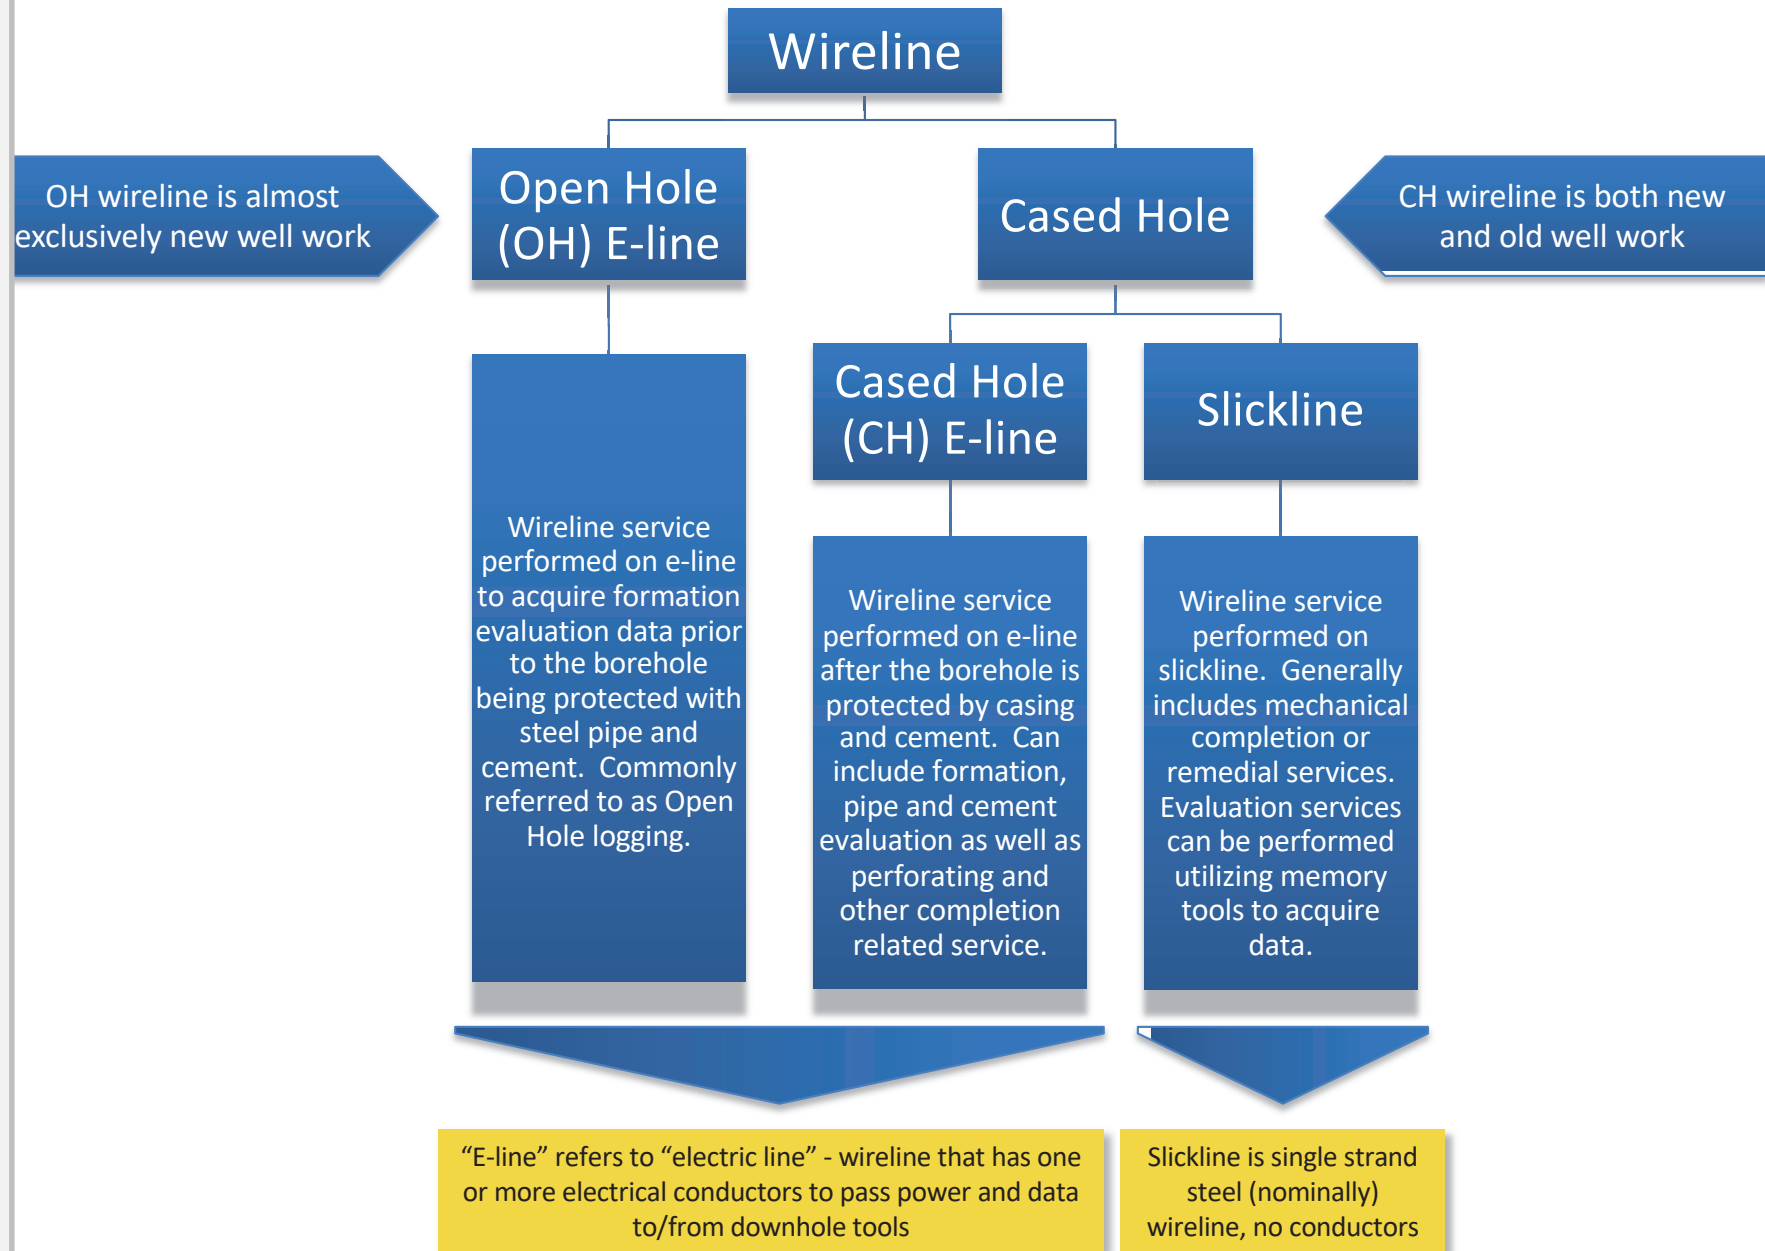 Wireline
OH wireline is almost
exclusively new well work
Open Hole
(OH) E-line
Cased Hole
CH wireline is both new
and old well work
Cased Hole
(CH) E-line
Slickline
Wireline service
performed on e-line
to acquire formation
evaluation data prior
to the borehole
being protected with
steel pipe and
cement.  Commonly
referred to as Open
Hole logging.
Wireline service
performed on e-line
after the borehole is
protected by casing
and cement.  Can
include formation,
pipe and cement
evaluation as well as
perforating and
other completion
related service.
Wireline service
performed on
slickline.  Generally
includes mechanical
completion or
remedial services.
Evaluation services
can be performed
utilizing memory
tools to acquire
data.
“E-line” refers to “electric line” - wireline that has one
or more electrical conductors to pass power and data
to/from downhole tools
Slickline is single strand
steel (nominally)
wireline, no conductors